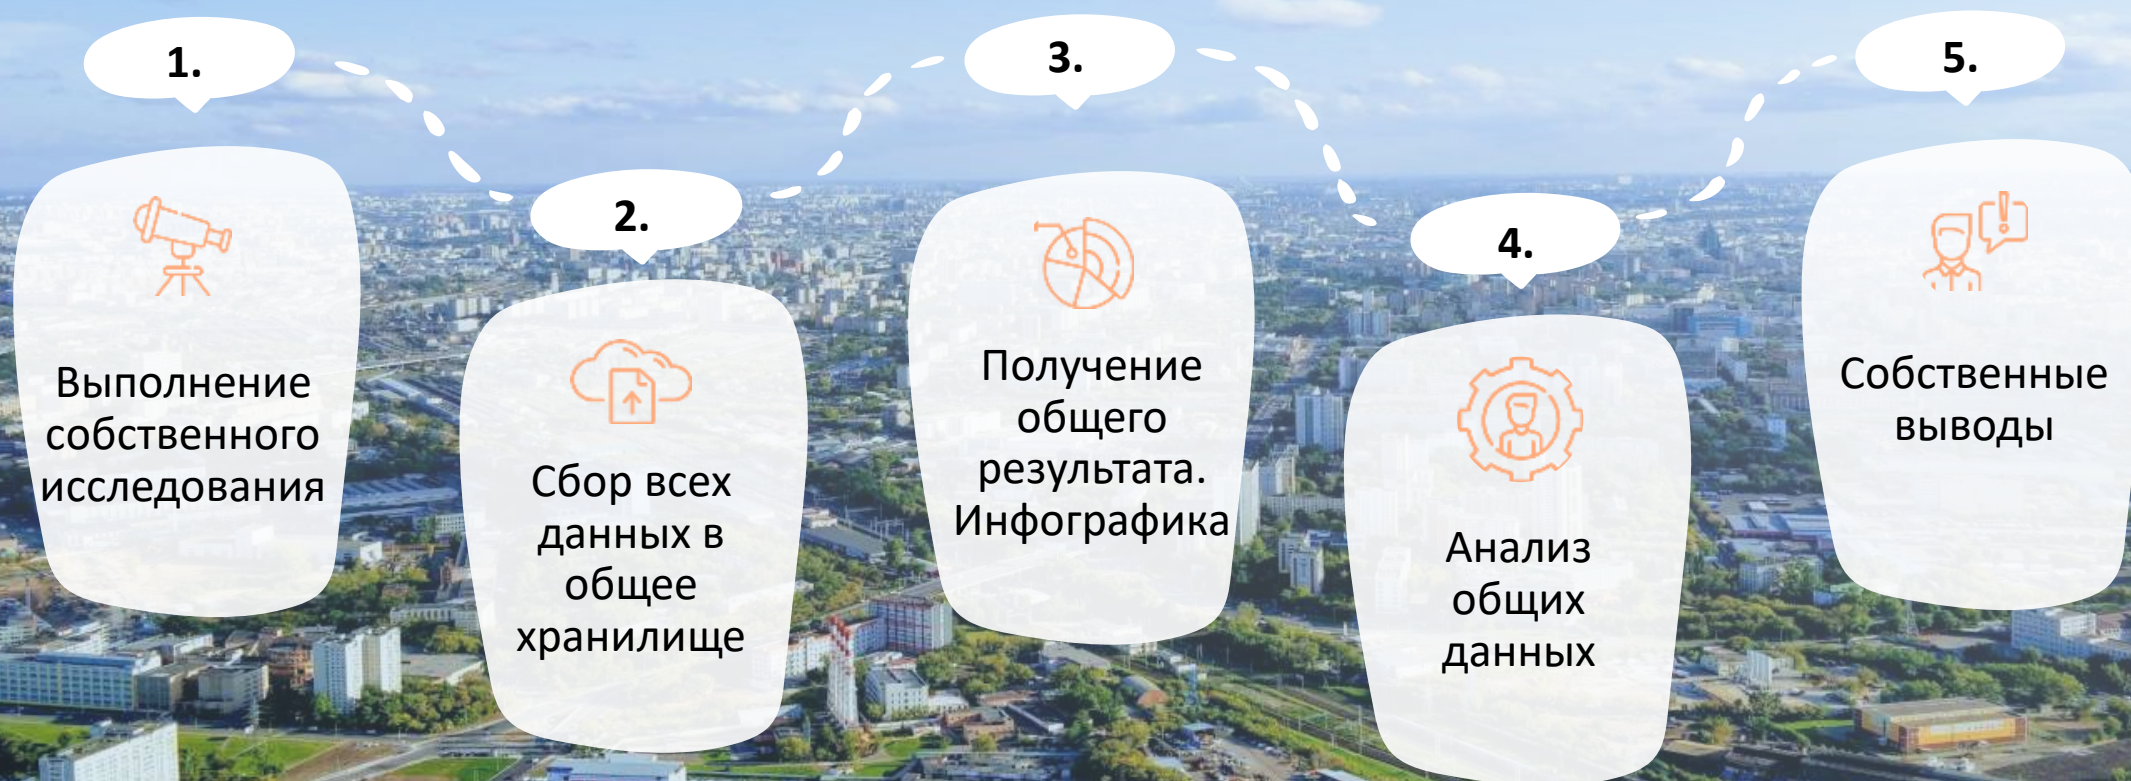 1.
Выполнение
собственного
исследования
2.
Сбор всех
данных в
общее
хранилище
3.
Получение
общего
результата.
Инфографика
4.
Анализ
общих
данных
5.
Собственные
выводы